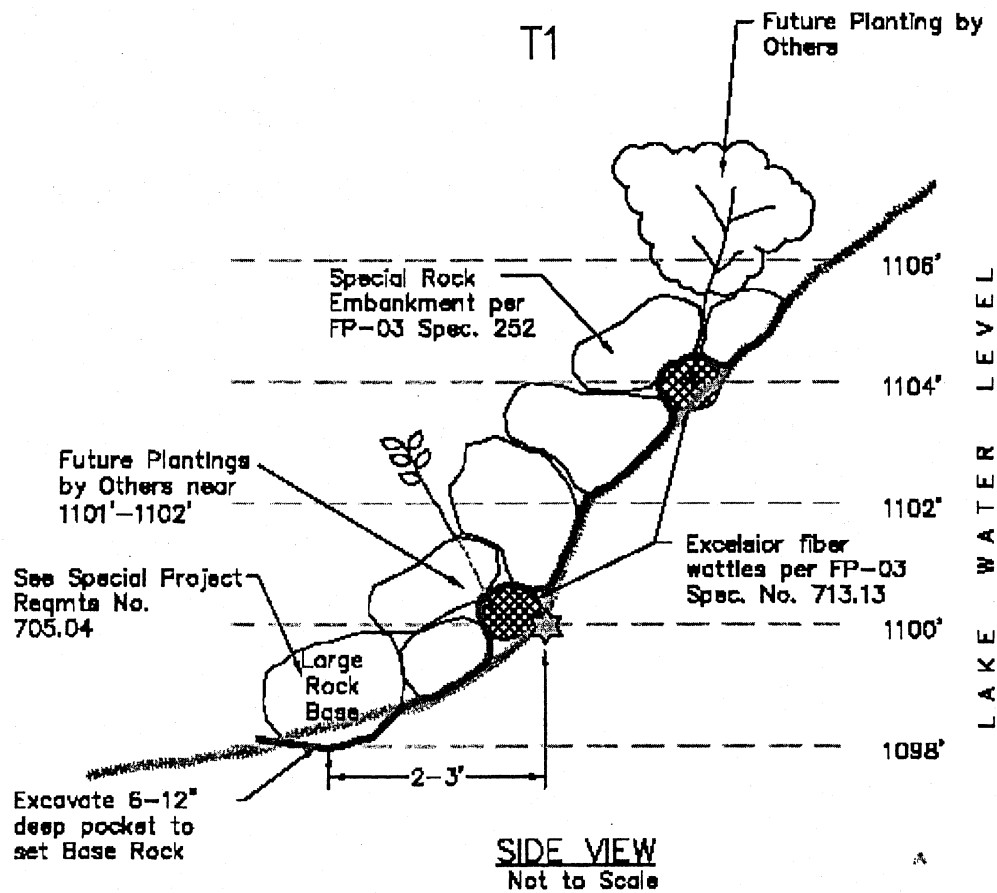 T1
Future Planting by
Others
1106'
Special Rock
Embankment per
FP-03 Spec. 252
1104'
Future Plantings
by Others near
1101'-1102'
1102'
Excelsior fiber
wattles per FP-03
Spec. No. 713.13
See Special Project
Reqmts No.
705.04
1100'
Large
Rock
Base
1098'
2-3'
Excavate 6-12"
deep pocket to
set Base Rock
LAKE WATER LEVEL
SIDE VIEW
Not to Scale